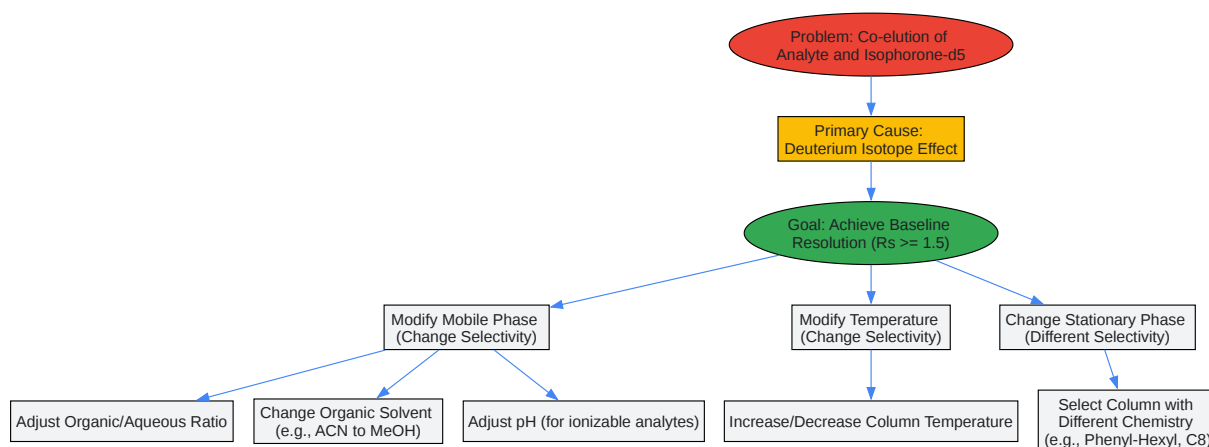 Problem: Co-elution of
Analyte and Isophorone-d5
Primary Cause:
Deuterium Isotope Effect
Goal: Achieve Baseline
Resolution (Rs >= 1.5)
Modify Mobile Phase
(Change Selectivity)
Modify Temperature
(Change Selectivity)
Change Stationary Phase
(Different Selectivity)
Adjust Organic/Aqueous Ratio
Change Organic Solvent
(e.g., ACN to MeOH)
Adjust pH (for ionizable analytes)
Increase/Decrease Column Temperature
Select Column with
Different Chemistry
(e.g., Phenyl-Hexyl, C8)